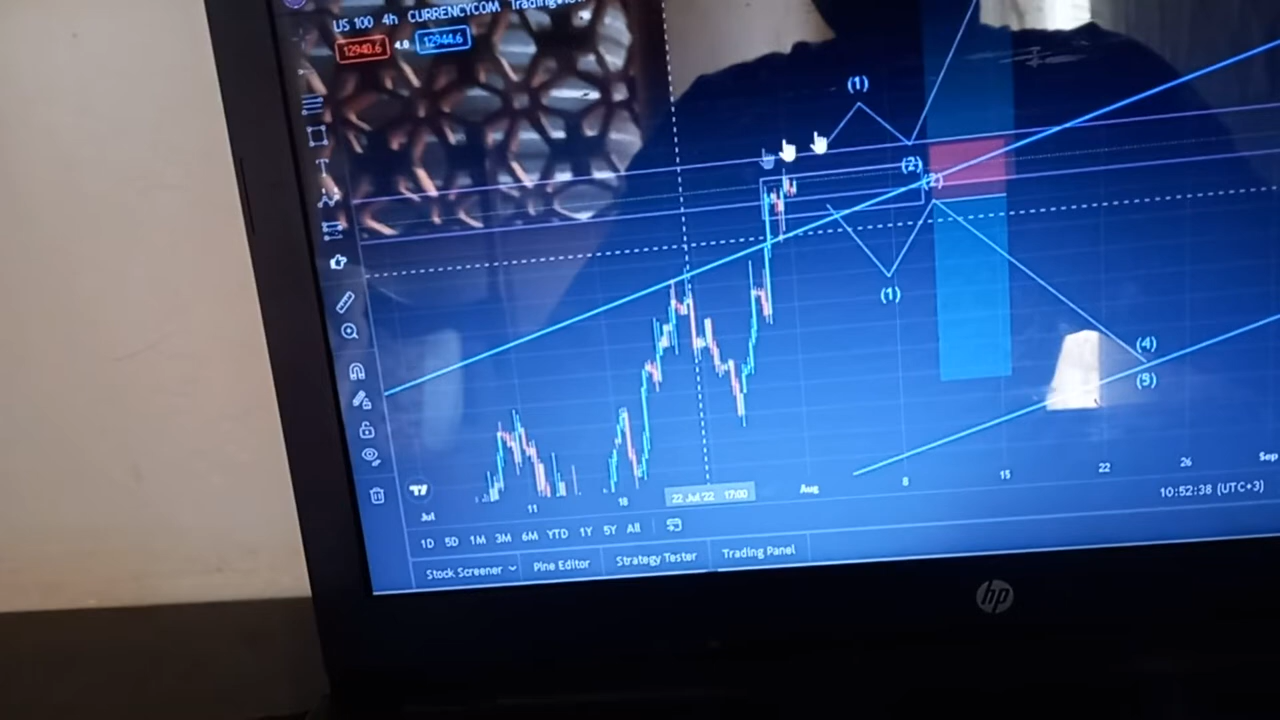 US 100 4h CURRENCYCOM TradingView
12940.6 4.0 12944.6
(1)
(2)
(2)
(1)
(4)
(5)
Jul 11 18 22 Jul '22 17:00 Aug 8 15 22 26 Sep
10:52:38 (UTC+3)
1D 5D 1M 3M 6M YTD 1Y 5Y All
Stock Screener Pine Editor Strategy Tester Trading Panel
hp